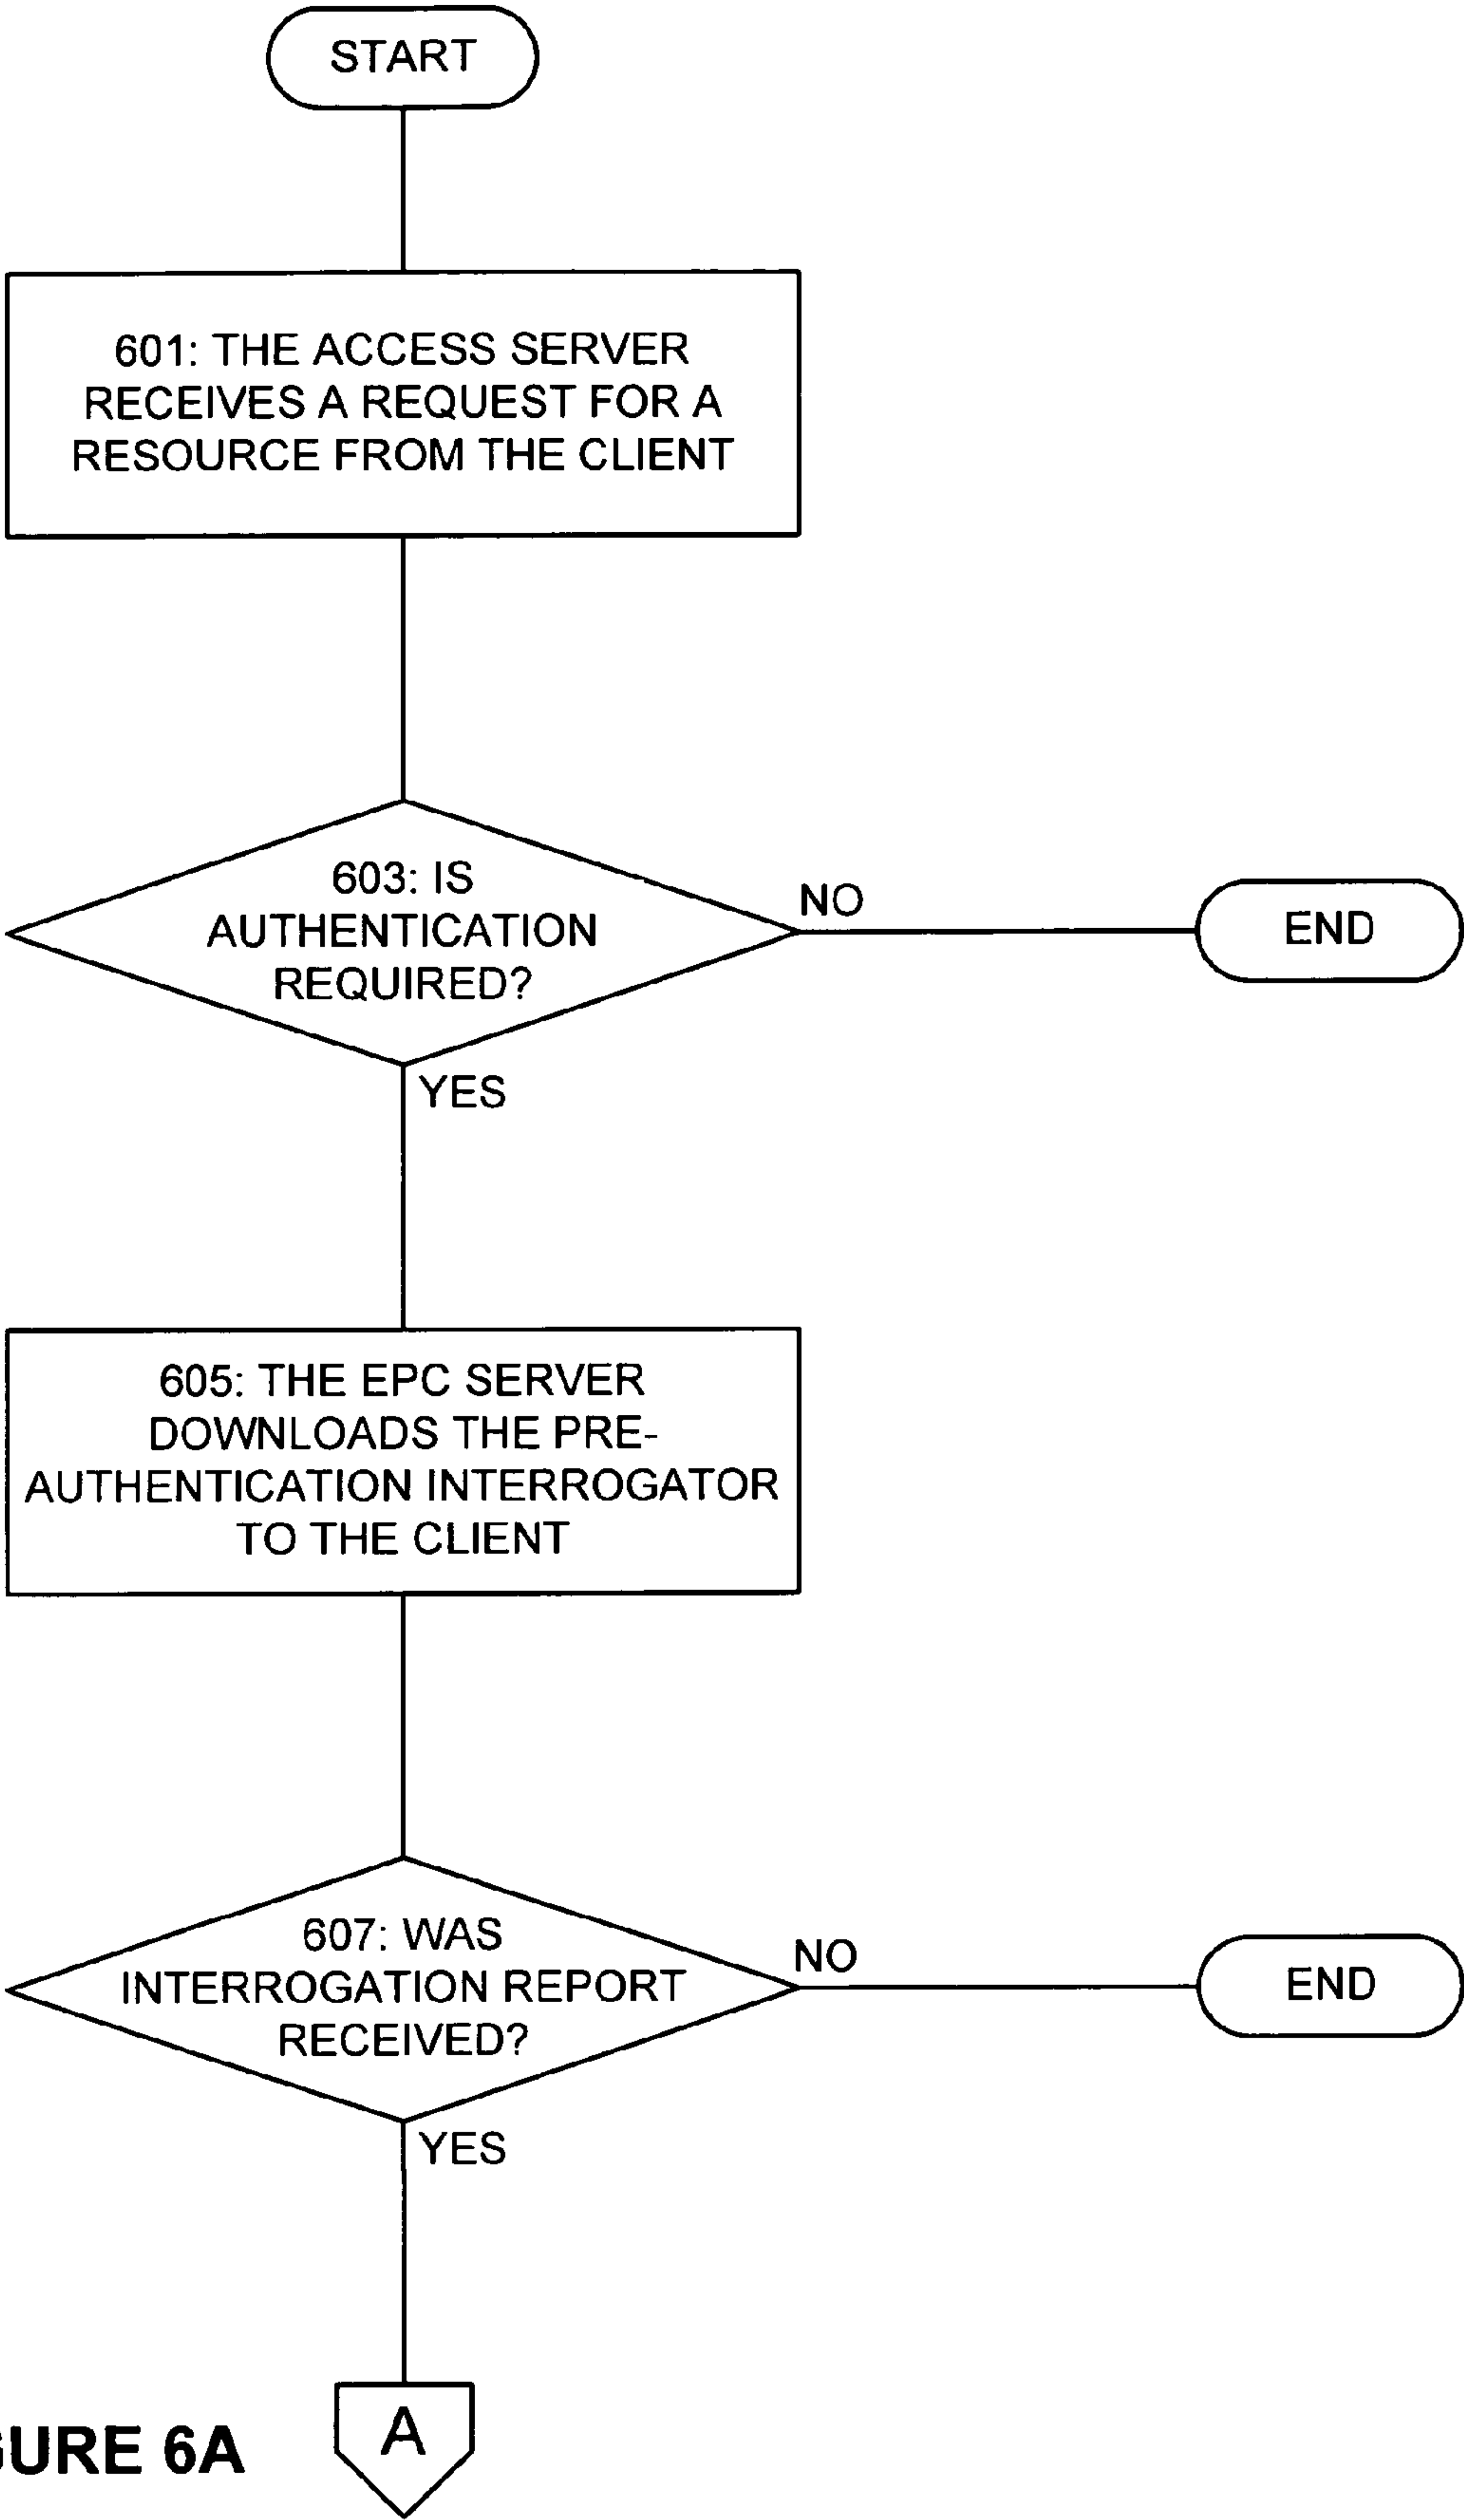 START
601: THE ACCESS SERVER
RECEIVES A REQUEST FOR A
RESOURCE FROM THE CLIENT
603: IS
AUTHENTICATION
REQUIRED?
NO
END
YES
605: THE EPC SERVER
DOWNLOADS THE PRE-
AUTHENTICATION INTERROGATOR
TO THE CLIENT
607: WAS
INTERROGATION REPORT
RECEIVED?
NO
END
YES
A
GURE 6A